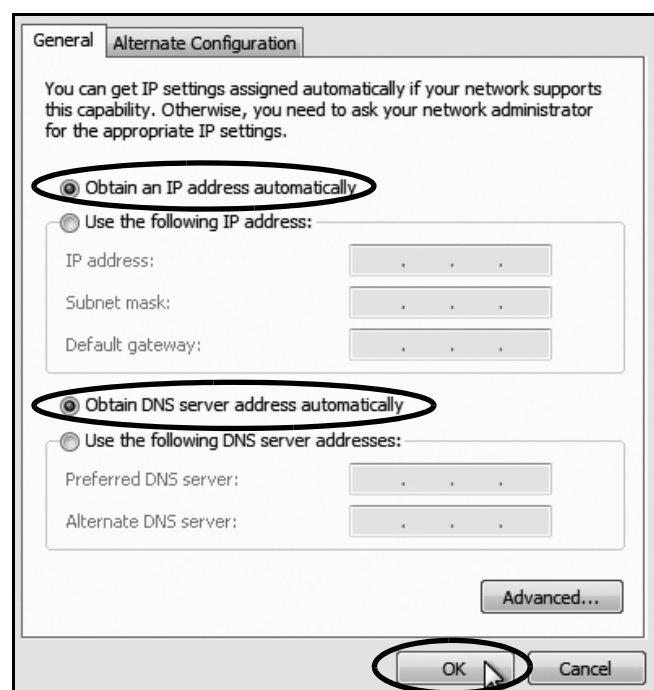 General Alternate Configuration
You can get IP settings assigned automatically if your network supports
this capability. Otherwise, you need to ask your network administrator
for the appropriate IP settings.
Obtain an IP address automatically
Use the following IP address:
IP address:
Subnet mask:
Default gateway:
Obtain DNS server address automatically
Use the following DNS server addresses:
Preferred DNS server:
Alternate DNS server:
Advanced...
OK Cancel